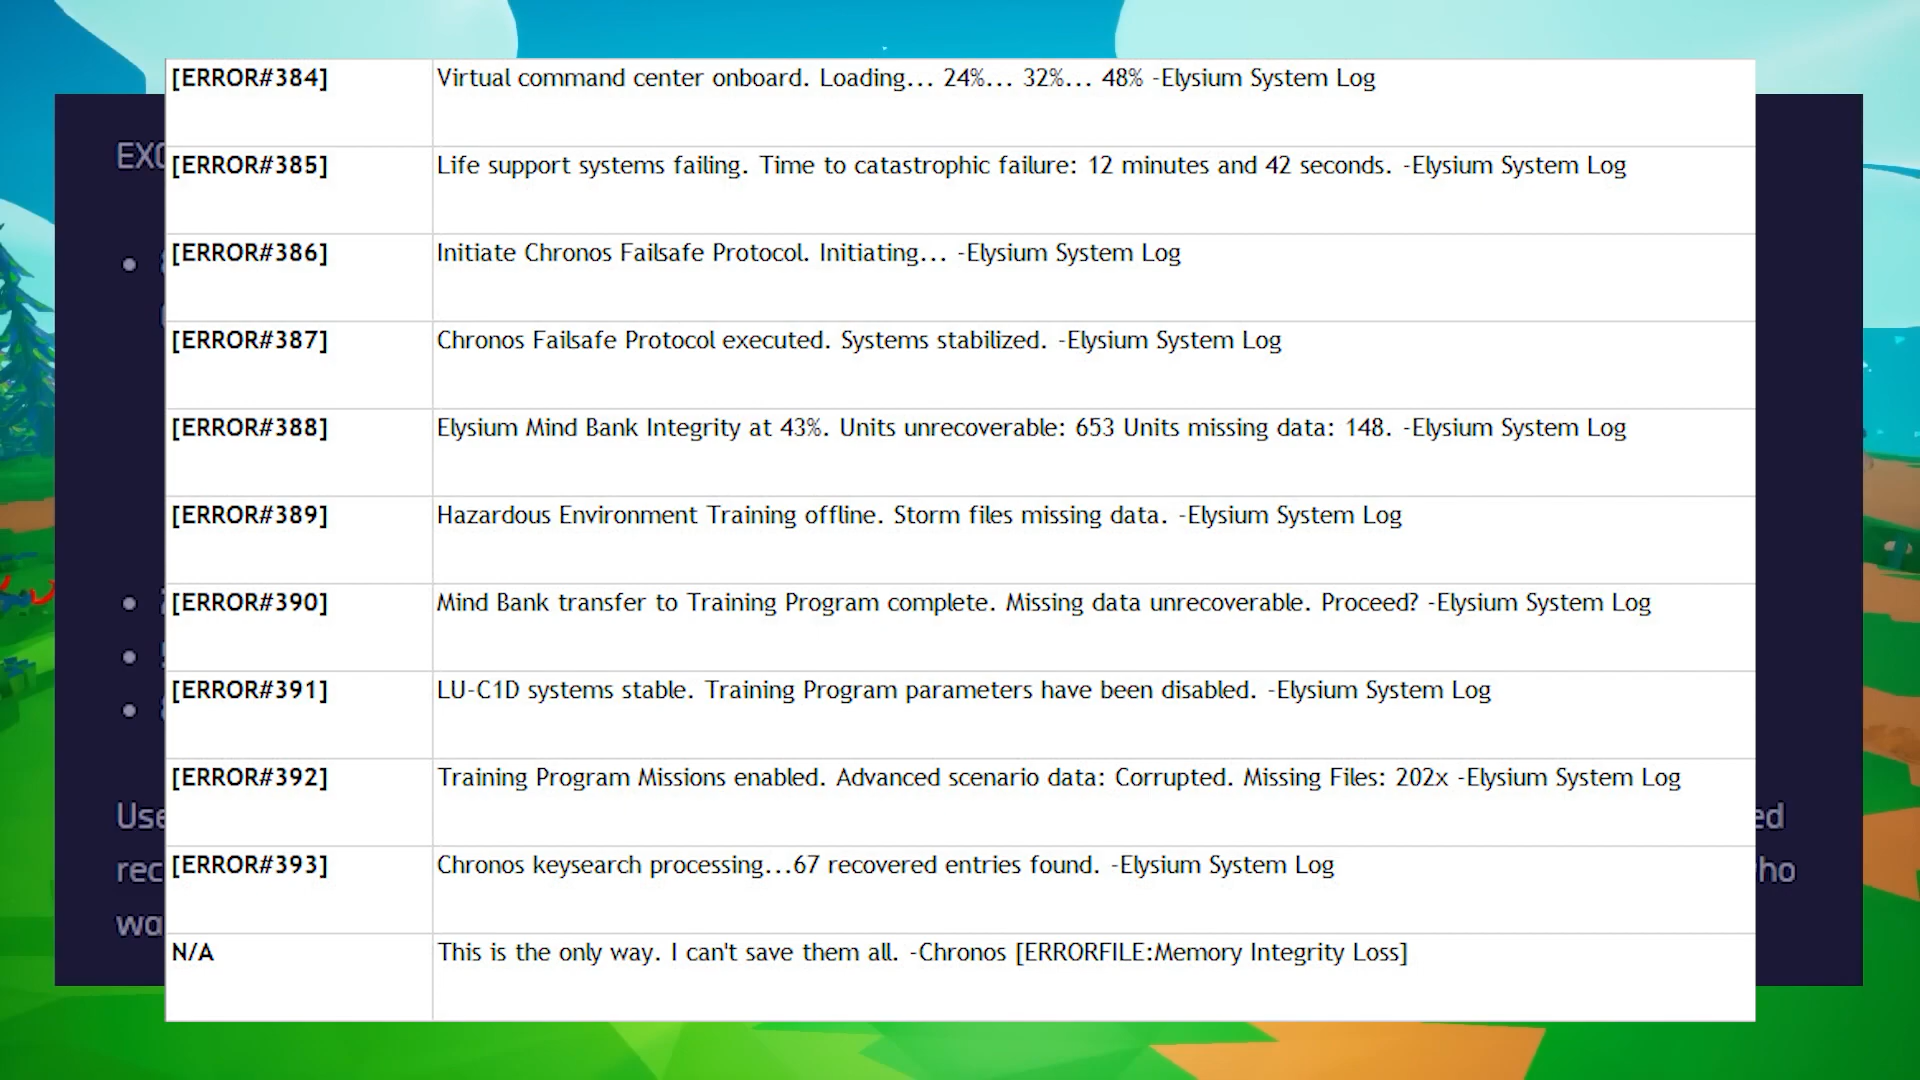 [ERROR#384] Virtual command center onboard. Loading... 24%... 32%... 48% -Elysium System Log
[ERROR#385] Life support systems failing. Time to catastrophic failure: 12 minutes and 42 seconds. -Elysium System Log
[ERROR#386] Initiate Chronos Failsafe Protocol. Initiating... -Elysium System Log
[ERROR#387] Chronos Failsafe Protocol executed. Systems stabilized. -Elysium System Log
[ERROR#388] Elysium Mind Bank Integrity at 43%. Units unrecoverable: 653 Units missing data: 148. -Elysium System Log
[ERROR#389] Hazardous Environment Training offline. Storm files missing data. -Elysium System Log
[ERROR#390] Mind Bank transfer to Training Program complete. Missing data unrecoverable. Proceed? -Elysium System Log
[ERROR#391] LU-C1D systems stable. Training Program parameters have been disabled. -Elysium System Log
[ERROR#392] Training Program Missions enabled. Advanced scenario data: Corrupted. Missing Files: 202x -Elysium System Log
[ERROR#393] Chronos keysearch processing...67 recovered entries found. -Elysium System Log
N/A This is the only way. I can't save them all. -Chronos [ERRORFILE:Memory Integrity Loss]